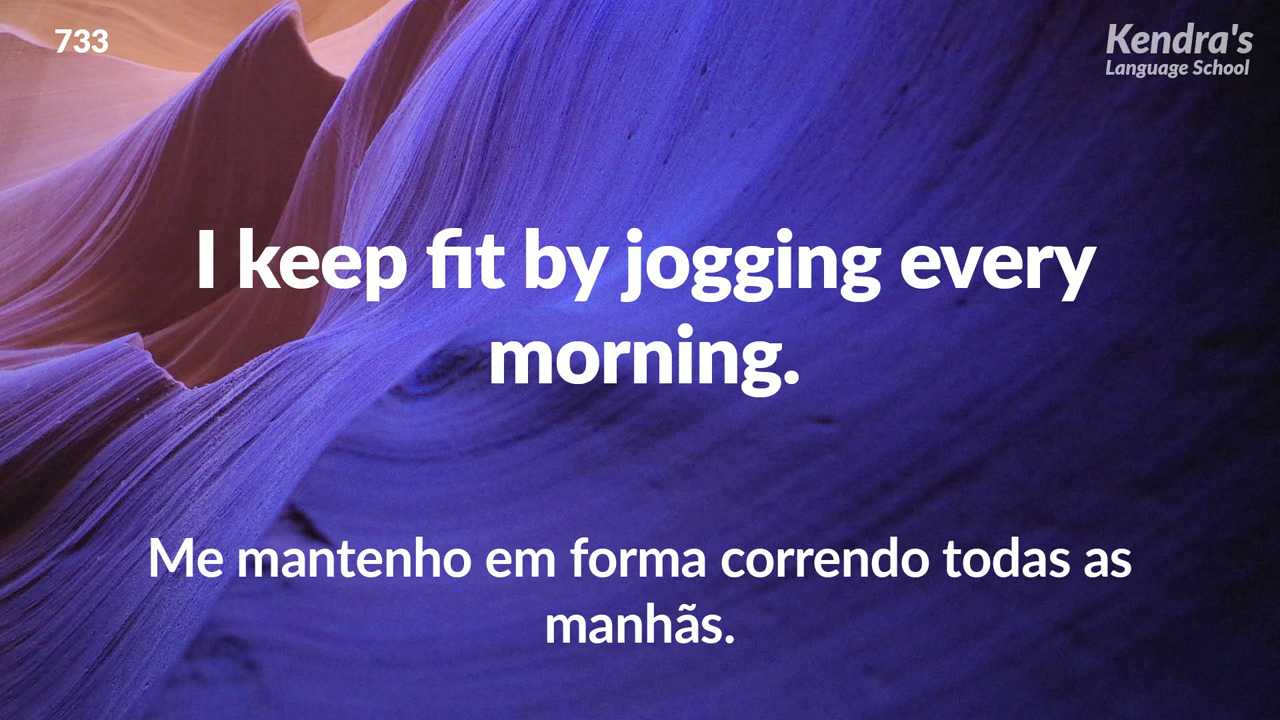 733
Kendra's
Language School
I keep fit by jogging every
morning.
Me mantenho em forma correndo todas as
manhãs.